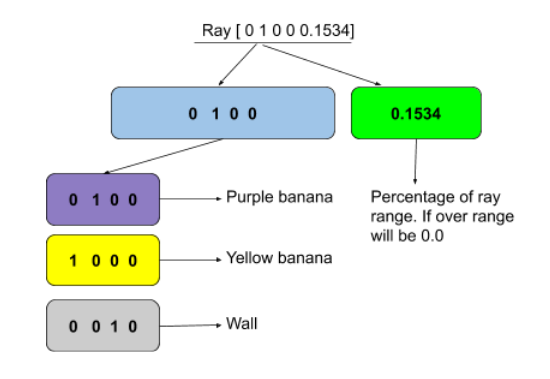 Ray [ 0 1 0 0 0.1534]
0 1 0 0
0.1534
0 1 0 0
Purple banana
Percentage of ray
range. If over range
will be 0.0
1 0 0 0
Yellow banana
0 0 1 0
Wall